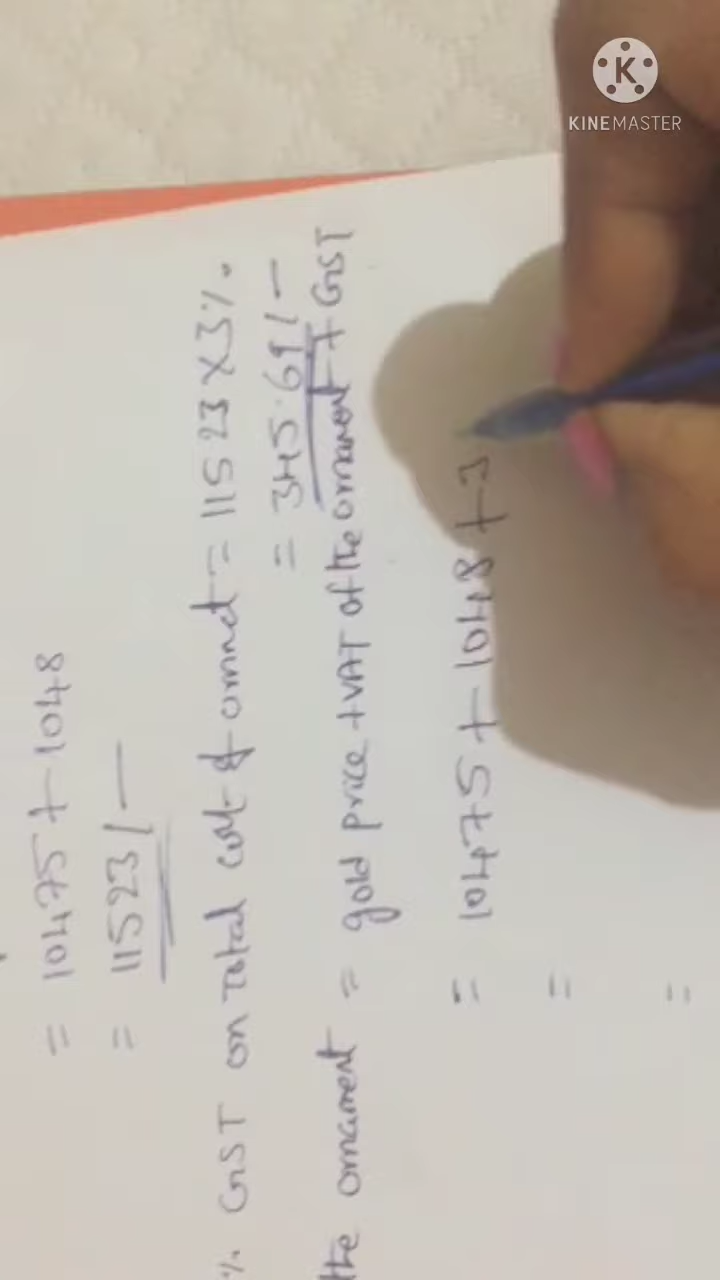 = 10475 + 1048
= 11523/-
% GST on total cost of ornnct = 11523 X 3%.
= 345.69/-
the ornament = gold price + VAT of the ornament + GST
= 10475 + 1048 + 3
=
=
KINEMASTER